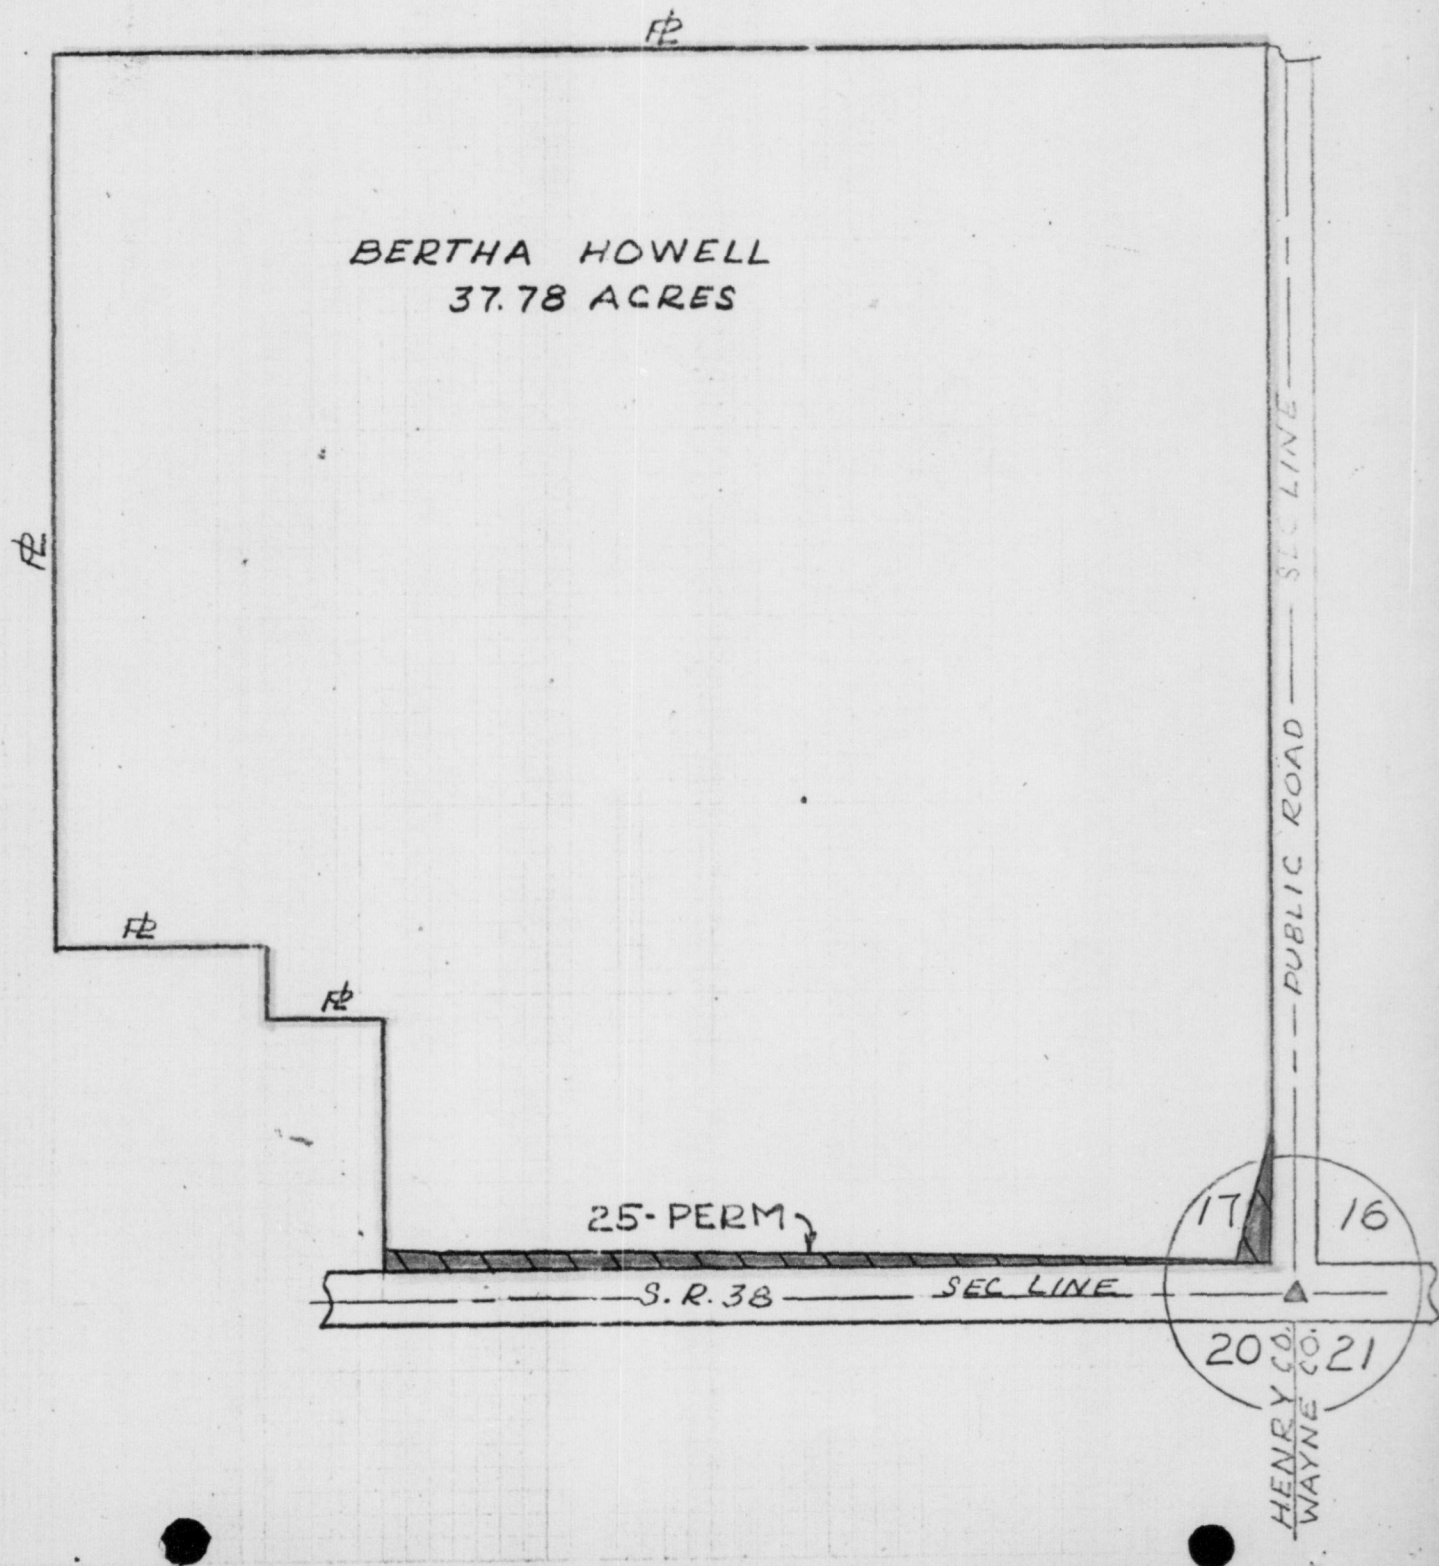 PL
BERTHA HOWELL
37.78 ACRES
PL
PL
PL
SEC LINE
PUBLIC ROAD
25-PERM
17
16
S.R.38
SEC LINE
20
21
HENRY CO.
WAYNE CO.